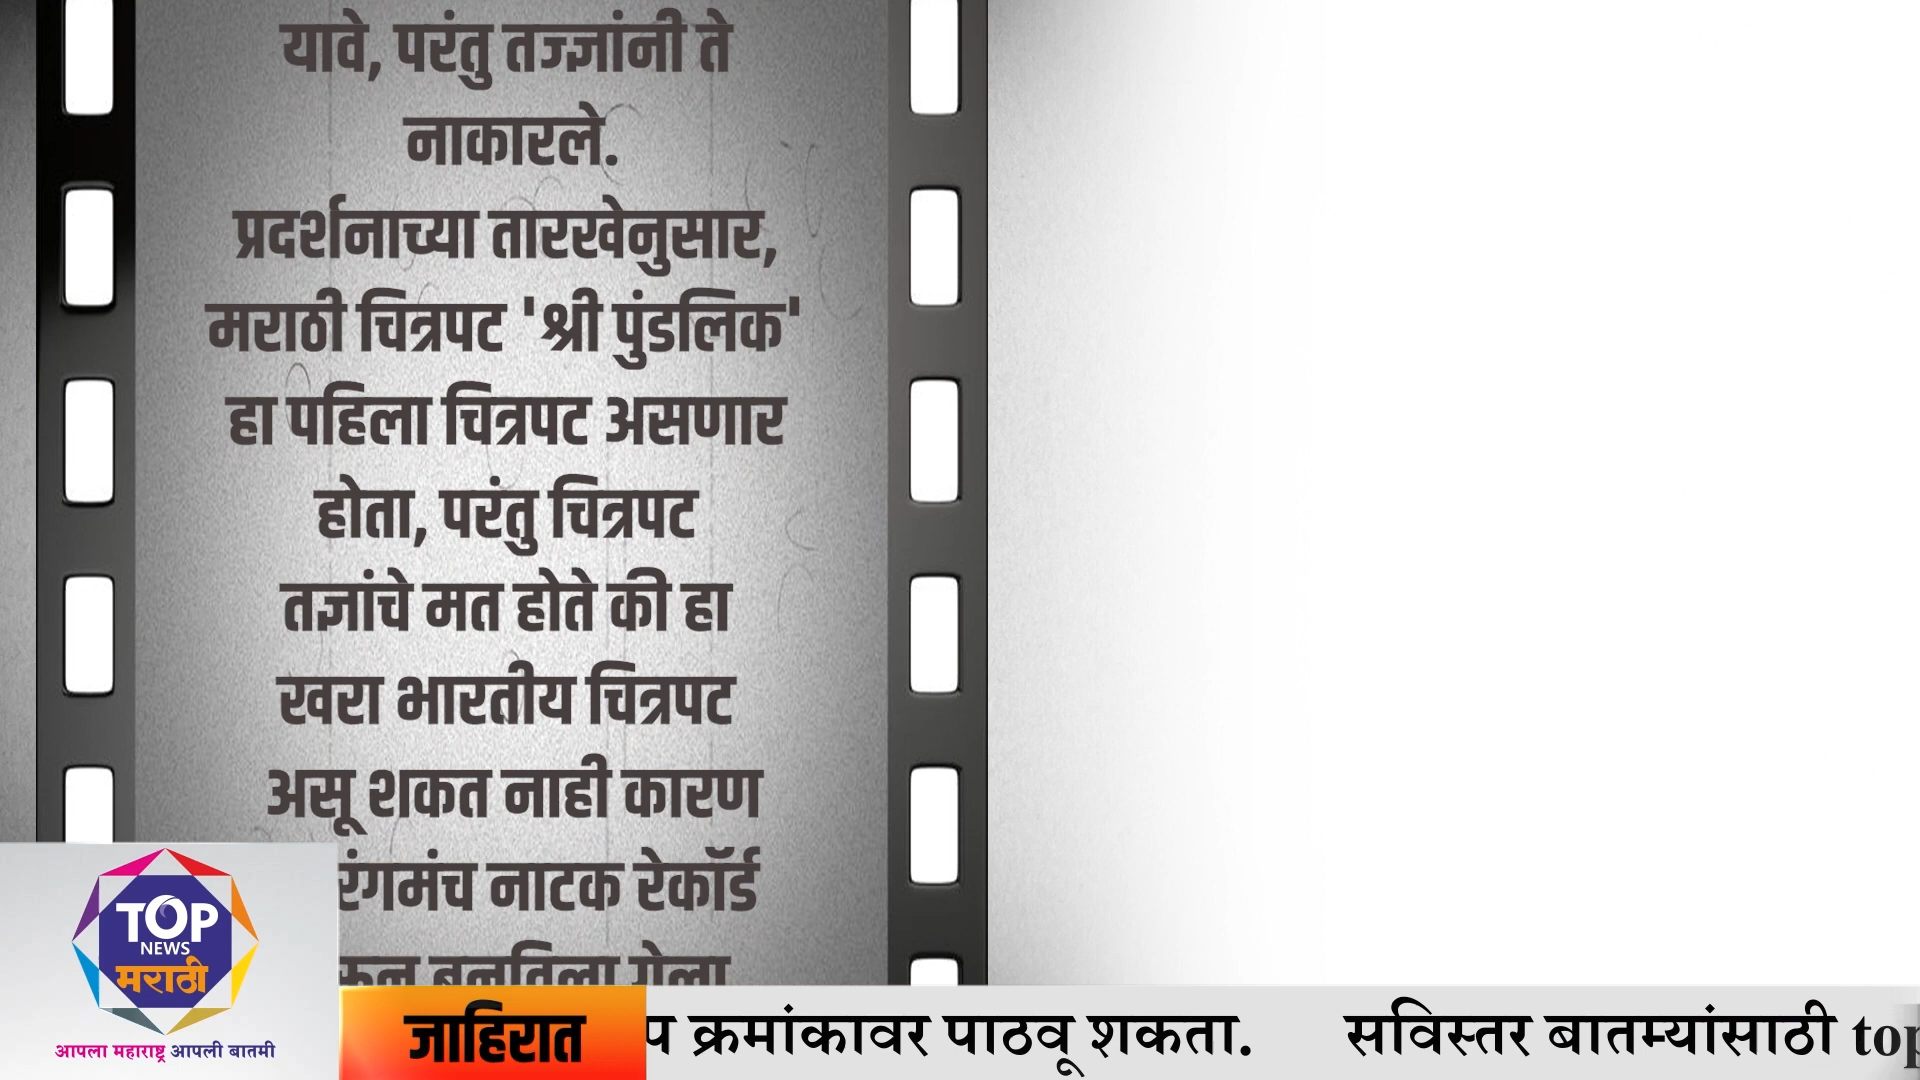 यावे, परंतु तज्ज्ञांनी ते
नाकारले.
प्रदर्शनाच्या तारखेनुसार,
मराठी चित्रपट 'श्री पुंडलिक'
हा पहिला चित्रपट असणार
होता, परंतु चित्रपट
तज्ञांचे मत होते की हा
खरा भारतीय चित्रपट
असू शकत नाही कारण
रंगमंच नाटक रेकॉर्ड
बनविला गेला
TOP
NEWS
मराठी
आपला महाराष्ट्र आपली बातमी
जाहिरात
क्रमांकावर पाठवू शकता. सविस्तर बातम्यांसाठी